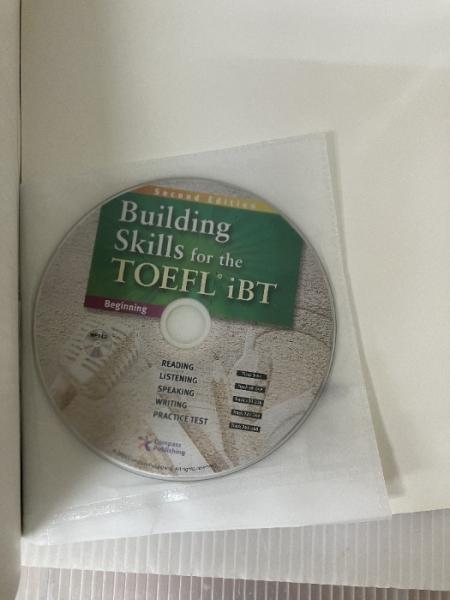 Second Edition
Building
Skills for the
TOEFL® iBT
Beginning
READING
LISTENING
SPEAKING
WRITING
PRACTICE TEST
Compass
Publishing